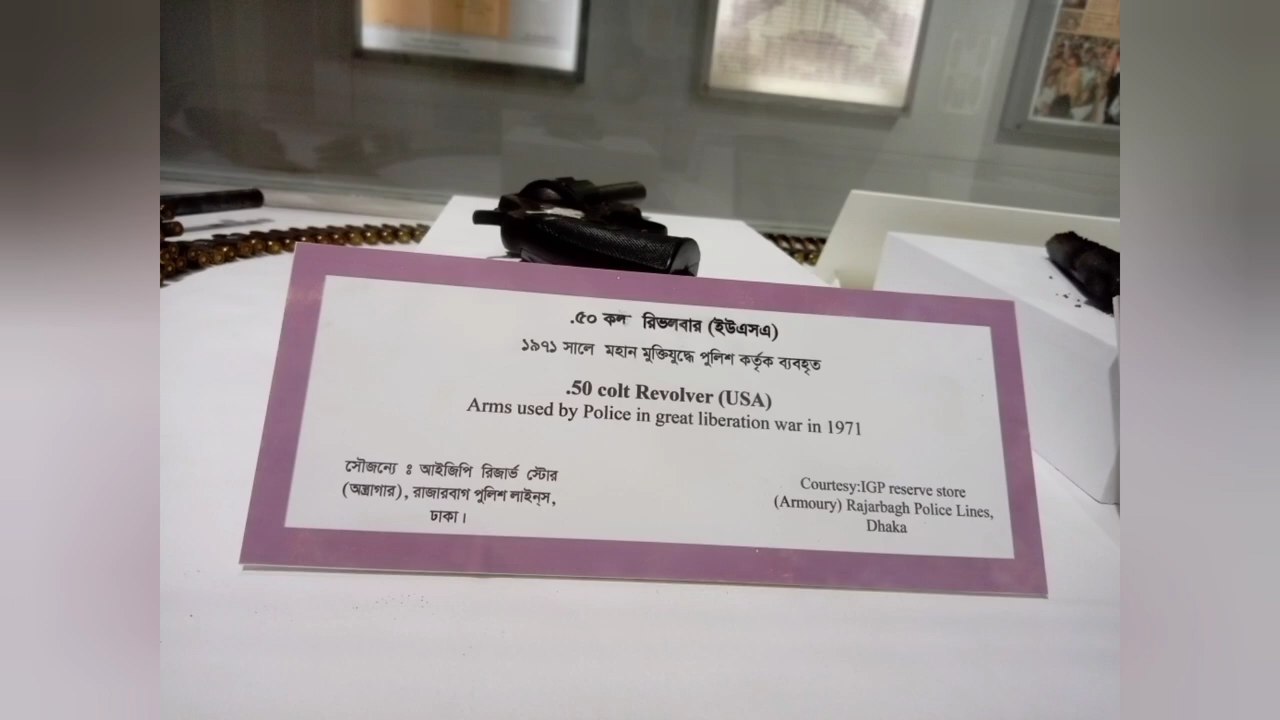 .৫০ কল রিভলবার (ইউএসএ)
১৯৭১ সালে মহান মুক্তিযুদ্ধে পুলিশ কর্তৃক ব্যবহৃত
.50 colt Revolver (USA)
Arms used by Police in great liberation war in 1971
সৌজন্যে ঃ আইজিপি রিজার্ভ স্টোর
(অস্ত্রাগার), রাজারবাগ পুলিশ লাইন্‌স,
ঢাকা।
Courtesy:IGP reserve store
(Armoury) Rajarbagh Police Lines,
Dhaka